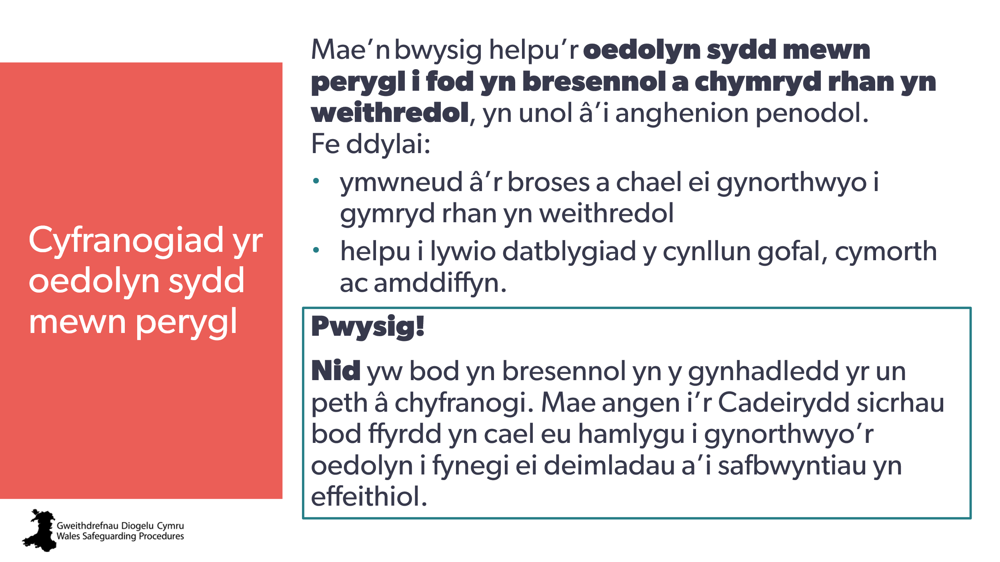 Cyfranogiad yr
oedolyn sydd
mewn perygl
Mae'n bwysig helpu'r oedolyn sydd mewn
perygl i fod yn bresennol a chymryd rhan yn
weithredol, yn unol â'i anghenion penodol.
Fe ddylai:
• ymwneud â'r broses a chael ei gynorthwyo i
gymryd rhan yn weithredol
• helpu i lywio datblygiad y cynllun gofal, cymorth
ac amddiffyn.
Pwysig!
Nid yw bod yn bresennol yn y gynhadledd yr un
peth â chyfranogi. Mae angen i'r Cadeirydd sicrhau
bod ffyrdd yn cael eu hamlygu i gynorthwyo'r
oedolyn i fynegi ei deimladau a'i safbwyntiau yn
effeithiol.
Gweithdrefnau Diogelu Cymru
Wales Safeguarding Procedures